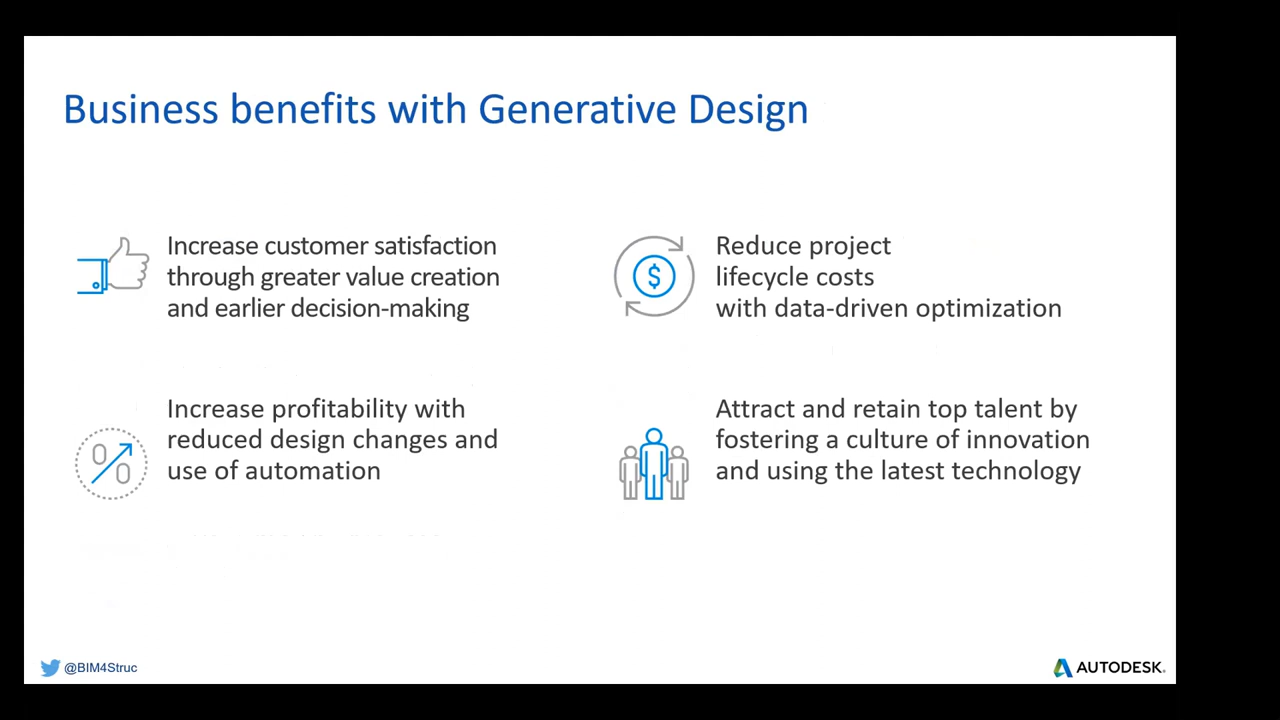 Business benefits with Generative Design
Increase customer satisfaction
through greater value creation
and earlier decision-making
Reduce project
lifecycle costs
with data-driven optimization
$
Increase profitability with
reduced design changes and
use of automation
Attract and retain top talent by
fostering a culture of innovation
and using the latest technology
@BIM4Struc
AUTODESK.